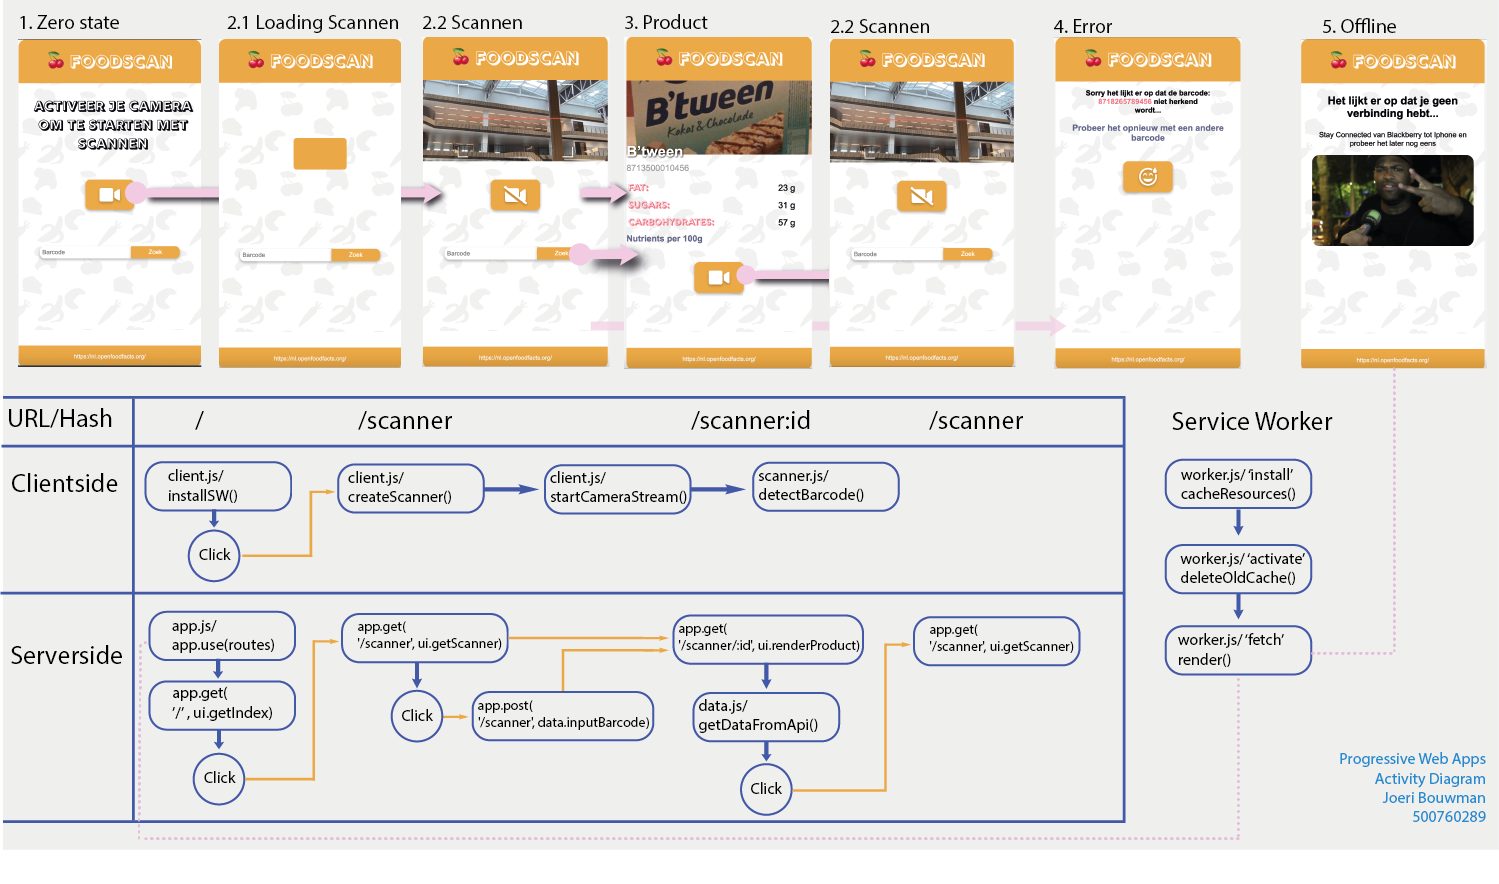 1. Zero state
2.1 Loading Scannen
2.2 Scannen
3. Product
2.2 Scannen
4. Error
5. Offline
FOODSCAN
ACTIVEER JE CAMERA
OM TE STARTEN MET
SCANNEN
Barcode
Zoek
https://nl.openfoodfacts.org/
FOODSCAN
Barcode
Zoek
https://nl.openfoodfacts.org/
FOODSCAN
Barcode
Zoek
https://nl.openfoodfacts.org/
FOODSCAN
B'tween
Kokos & Chocolade
B'tween
8713500010456
FAT:
23 g
SUGARS:
31 g
CARBOHYDRATES:
57 g
Nutrients per 100g
https://nl.openfoodfacts.org/
FOODSCAN
Barcode
Zoek
https://nl.openfoodfacts.org/
FOODSCAN
Sorry het lijkt er op dat de barcode:
8718265789456 niet herkend
wordt...
Probeer het opnieuw met een andere
barcode
https://nl.openfoodfacts.org/
FOODSCAN
Het lijkt er op dat je geen
verbinding hebt...
Stay Connected van Blackberry tot Iphone en
probeer het later nog eens
https://nl.openfoodfacts.org/
URL/Hash
/
/scanner
/scanner:id
/scanner
Clientside
client.js/
installSW()
Click
client.js/
createScanner()
client.js/
startCameraStream()
scanner.js/
detectBarcode()
Serverside
app.js/
app.use(routes)
app.get(
'/' , ui.getIndex)
Click
app.get(
'/scanner', ui.getScanner)
Click
app.post(
'/scanner', data.inputBarcode)
app.get(
'/scanner/:id', ui.renderProduct)
data.js/
getDataFromApi()
Click
app.get(
'/scanner', ui.getScanner)
Service Worker
worker.js/ 'install'
cacheResources()
worker.js/ 'activate'
deleteOldCache()
worker.js/ 'fetch'
render()
Progressive Web Apps
Activity Diagram
Joeri Bouwman
500760289